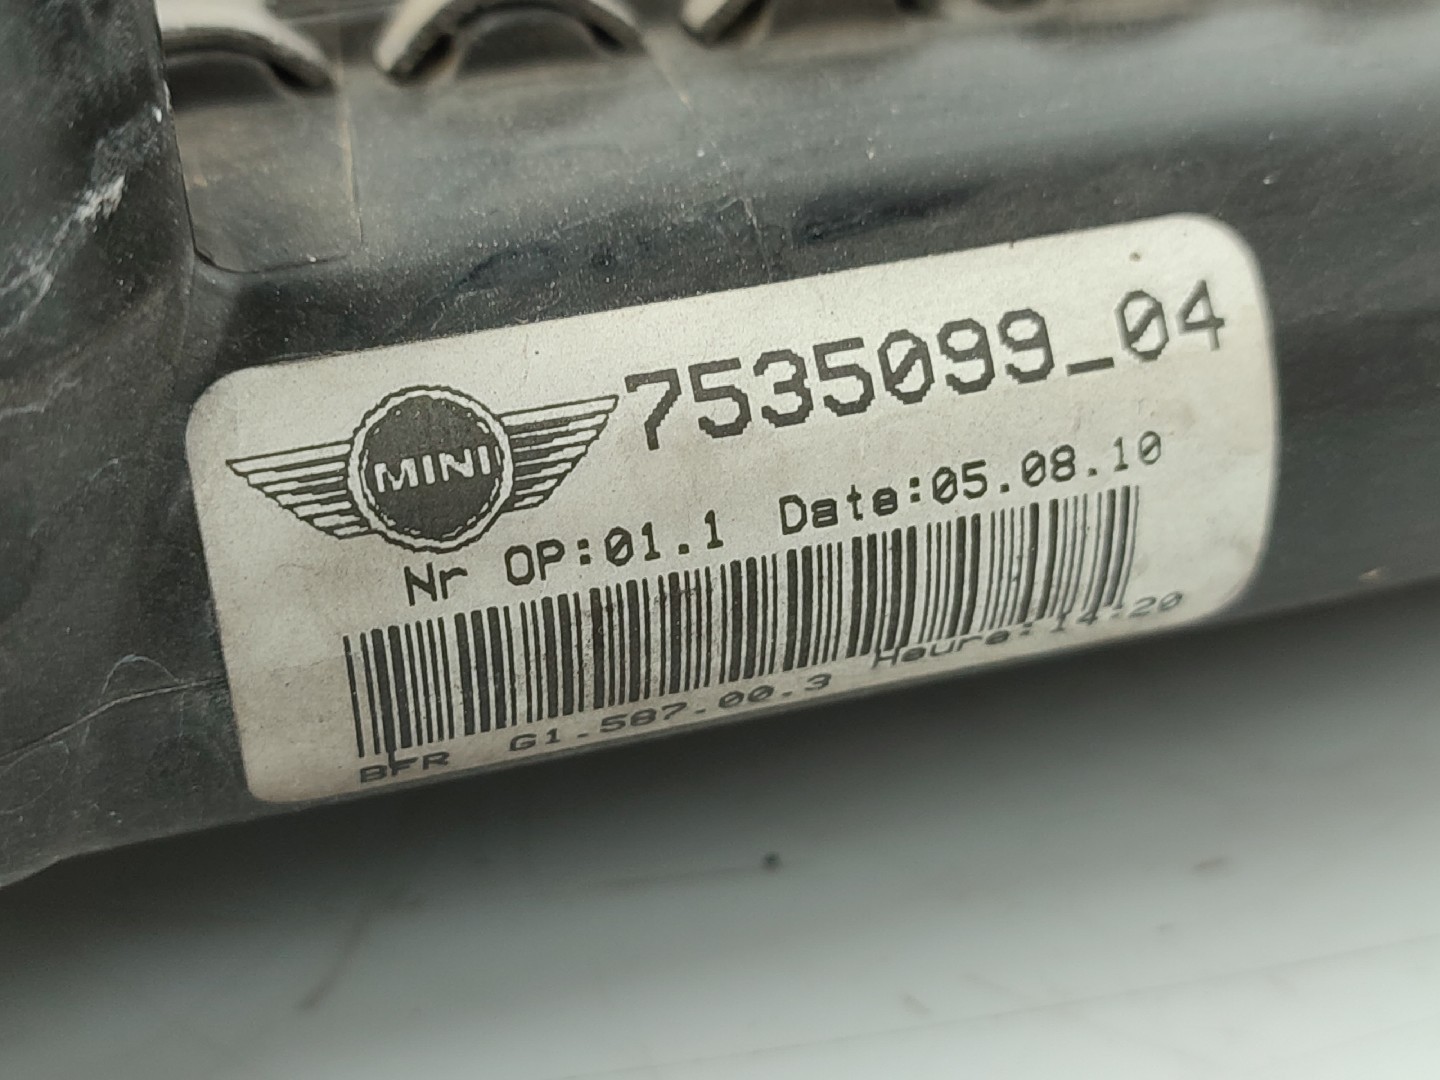 7535099_04
MINI
Nr OP:01.1 Date:05.08.10
BFR G1.587.00.3 Heure:14:20